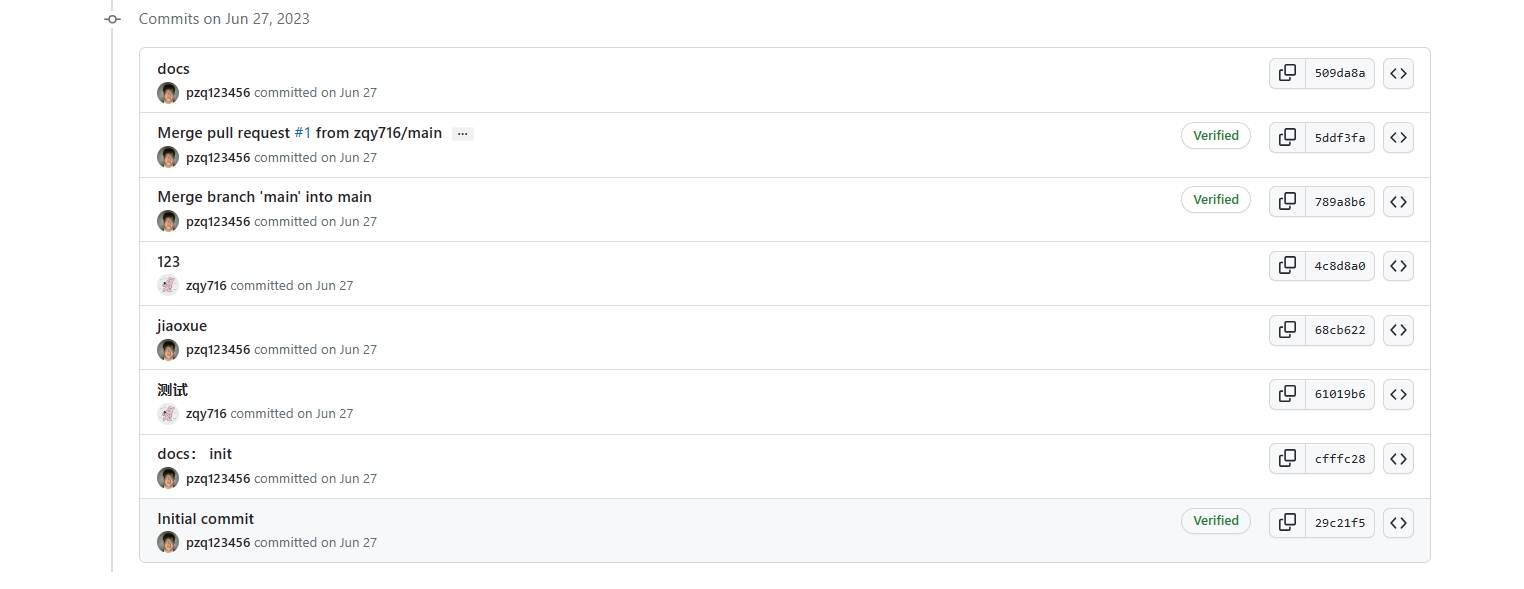 Commits on Jun 27, 2023
docs
509da8a
pzq123456 committed on Jun 27
Merge pull request #1 from zqy716/main ...
Verified
5ddf3fa
pzq123456 committed on Jun 27
Merge branch 'main' into main
Verified
789a8b6
pzq123456 committed on Jun 27
123
4c8d8a0
zqy716 committed on Jun 27
jiaoxue
68cb622
pzq123456 committed on Jun 27
测试
61019b6
zqy716 committed on Jun 27
docs： init
cfffc28
pzq123456 committed on Jun 27
Initial commit
Verified
29c21f5
pzq123456 committed on Jun 27